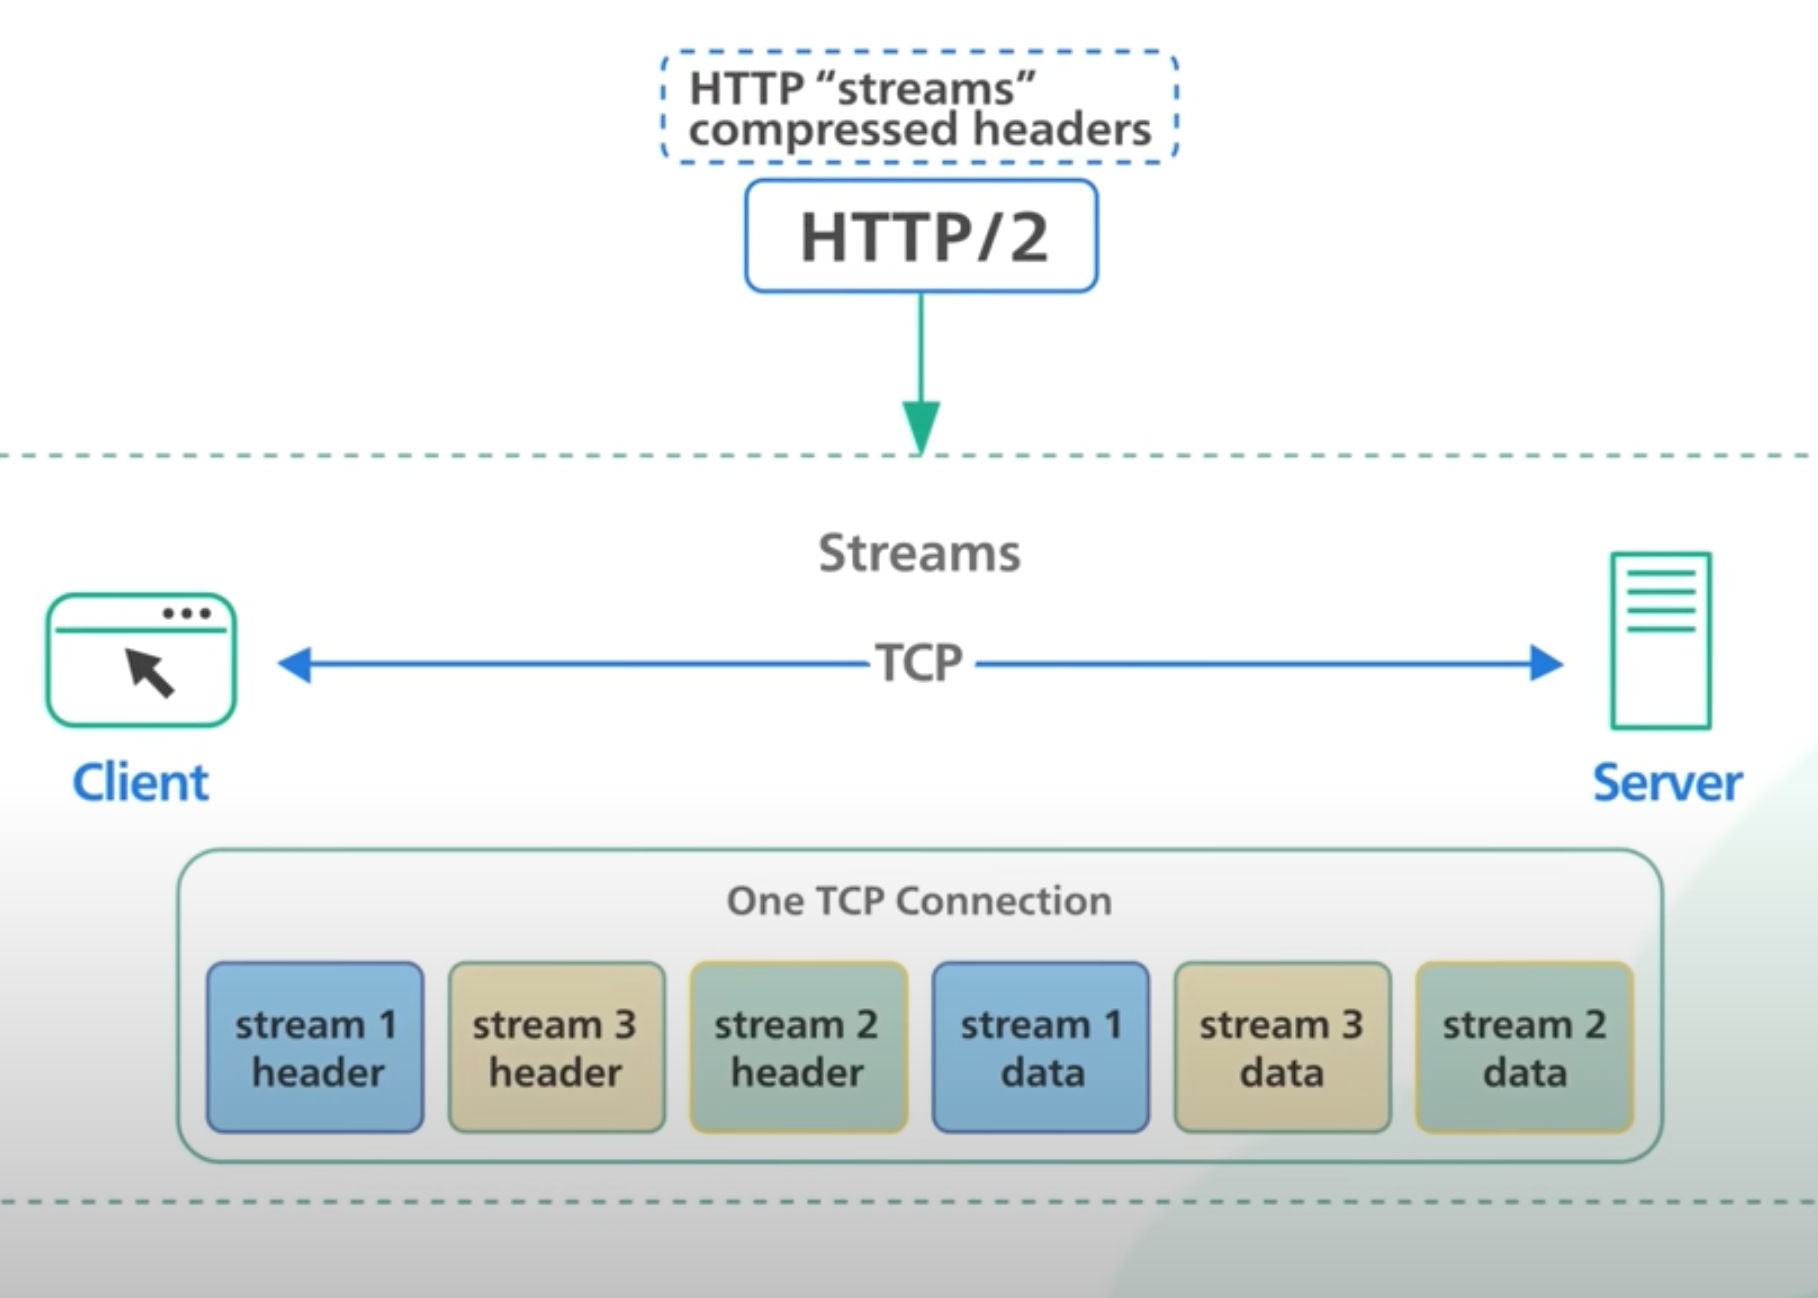 HTTP “streams”
compressed headers
HTTP/2
Streams
TCP
Client
Server
One TCP Connection
stream 1
header
stream 3
header
stream 2
header
stream 1
data
stream 3
data
stream 2
data